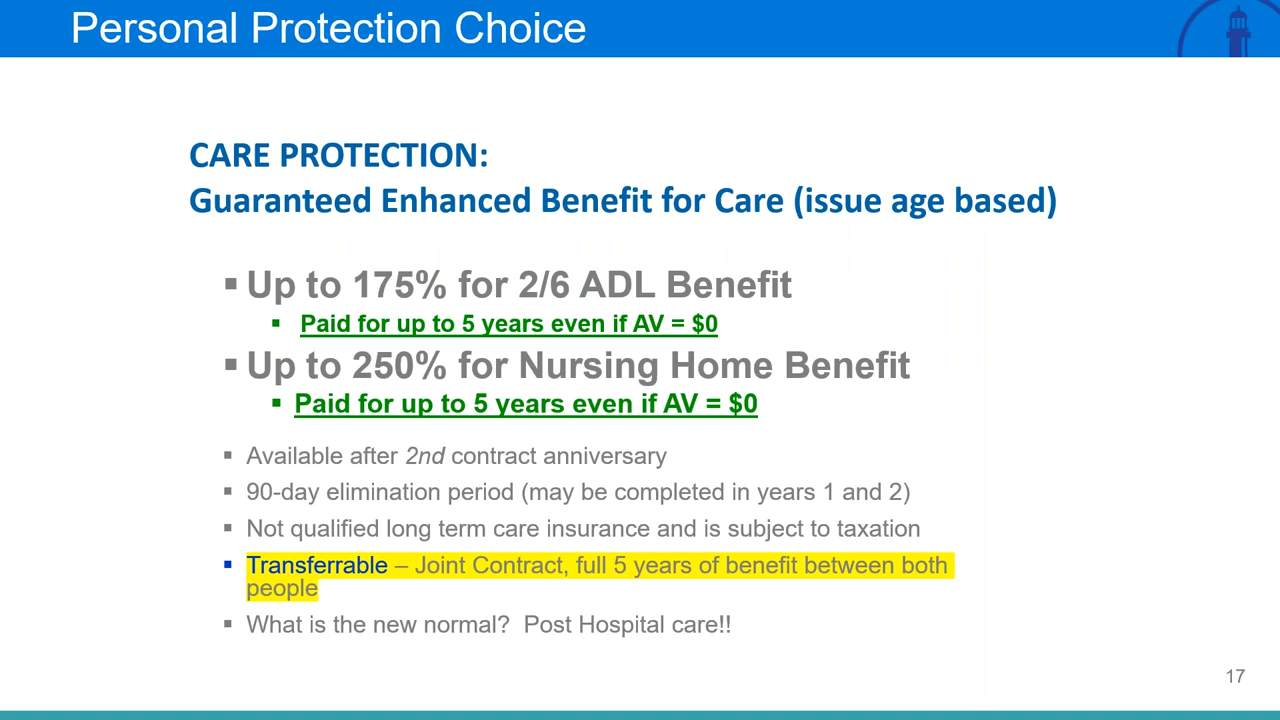 Personal Protection Choice
CARE PROTECTION:
Guaranteed Enhanced Benefit for Care (issue age based)
▪ Up to 175% for 2/6 ADL Benefit
▪ Paid for up to 5 years even if AV = $0
▪ Up to 250% for Nursing Home Benefit
▪ Paid for up to 5 years even if AV = $0
▪ Available after 2nd contract anniversary
▪ 90-day elimination period (may be completed in years 1 and 2)
▪ Not qualified long term care insurance and is subject to taxation
▪ Transferrable – Joint Contract, full 5 years of benefit between both
people
▪ What is the new normal?  Post Hospital care!!
17